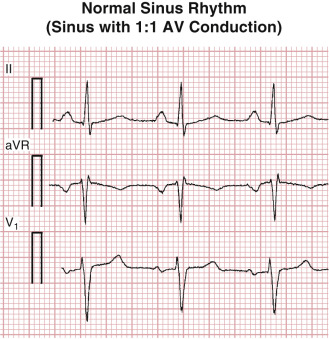 Normal Sinus Rhythm
(Sinus with 1:1 AV Conduction)
II
aVR
V₁